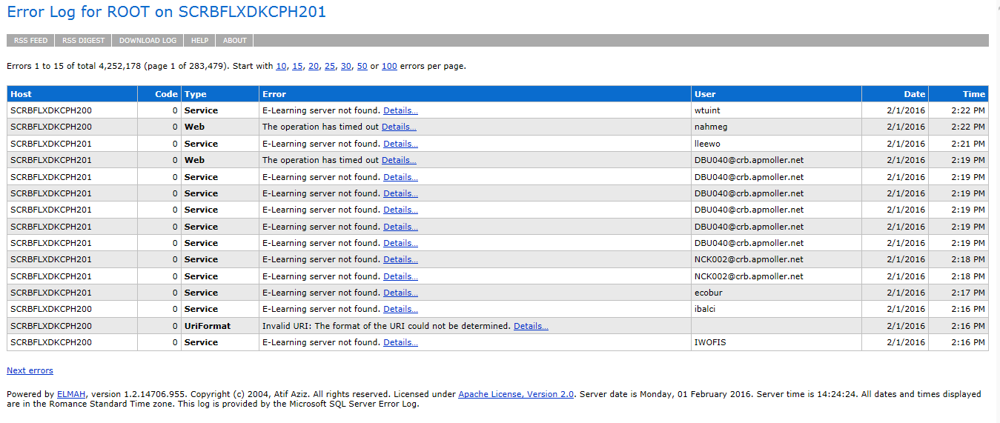 Error Log for ROOT on SCRBFLXDKCPH201
RSS FEED RSS DIGEST DOWNLOAD LOG HELP ABOUT
Errors 1 to 15 of total 4,252,178 (page 1 of 283,479). Start with 10, 15, 20, 25, 30, 50 or 100 errors per page.
Host Code Type Error User Date Time
SCRBFLXDKCPH200 0 Service E-Learning server not found. Details... wtuint 2/1/2016 2:22 PM
SCRBFLXDKCPH200 0 Web The operation has timed out Details... nahmeg 2/1/2016 2:22 PM
SCRBFLXDKCPH201 0 Service E-Learning server not found. Details... lleewo 2/1/2016 2:21 PM
SCRBFLXDKCPH201 0 Web The operation has timed out Details... DBU040@crb.apmoller.net 2/1/2016 2:19 PM
SCRBFLXDKCPH201 0 Service E-Learning server not found. Details... DBU040@crb.apmoller.net 2/1/2016 2:19 PM
SCRBFLXDKCPH201 0 Service E-Learning server not found. Details... DBU040@crb.apmoller.net 2/1/2016 2:19 PM
SCRBFLXDKCPH201 0 Service E-Learning server not found. Details... DBU040@crb.apmoller.net 2/1/2016 2:19 PM
SCRBFLXDKCPH201 0 Service E-Learning server not found. Details... DBU040@crb.apmoller.net 2/1/2016 2:19 PM
SCRBFLXDKCPH201 0 Service E-Learning server not found. Details... DBU040@crb.apmoller.net 2/1/2016 2:19 PM
SCRBFLXDKCPH201 0 Service E-Learning server not found. Details... NCK002@crb.apmoller.net 2/1/2016 2:18 PM
SCRBFLXDKCPH201 0 Service E-Learning server not found. Details... NCK002@crb.apmoller.net 2/1/2016 2:18 PM
SCRBFLXDKCPH201 0 Service E-Learning server not found. Details... ecobur 2/1/2016 2:17 PM
SCRBFLXDKCPH200 0 Service E-Learning server not found. Details... ibalci 2/1/2016 2:16 PM
SCRBFLXDKCPH200 0 UriFormat Invalid URI: The format of the URI could not be determined. Details... 2/1/2016 2:16 PM
SCRBFLXDKCPH200 0 Service E-Learning server not found. Details... IWOFIS 2/1/2016 2:16 PM
Next errors
Powered by ELMAH, version 1.2.14706.955. Copyright (c) 2004, Atif Aziz. All rights reserved. Licensed under Apache License, Version 2.0. Server date is Monday, 01 February 2016. Server time is 14:24:24. All dates and times displayed
are in the Romance Standard Time zone. This log is provided by the Microsoft SQL Server Error Log.